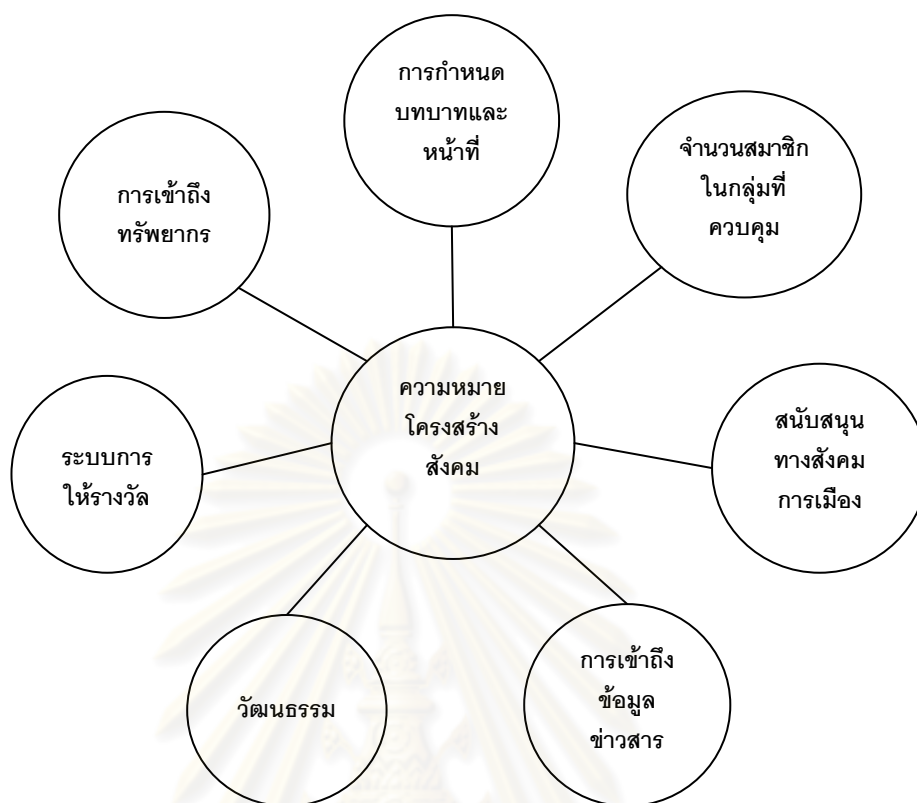 การกำหนด
บทบาทและ
หน้าที่
จำนวนสมาชิก
ในกลุ่มที่
ควบคุม
การเข้าถึง
ทรัพยากร
ความหมาย
โครงสร้าง
สังคม
สนับสนุน
ทางสังคม
การเมือง
ระบบการ
ให้รางวัล
การเข้าถึง
ข้อมูล
ข่าวสาร
วัฒนธรรม